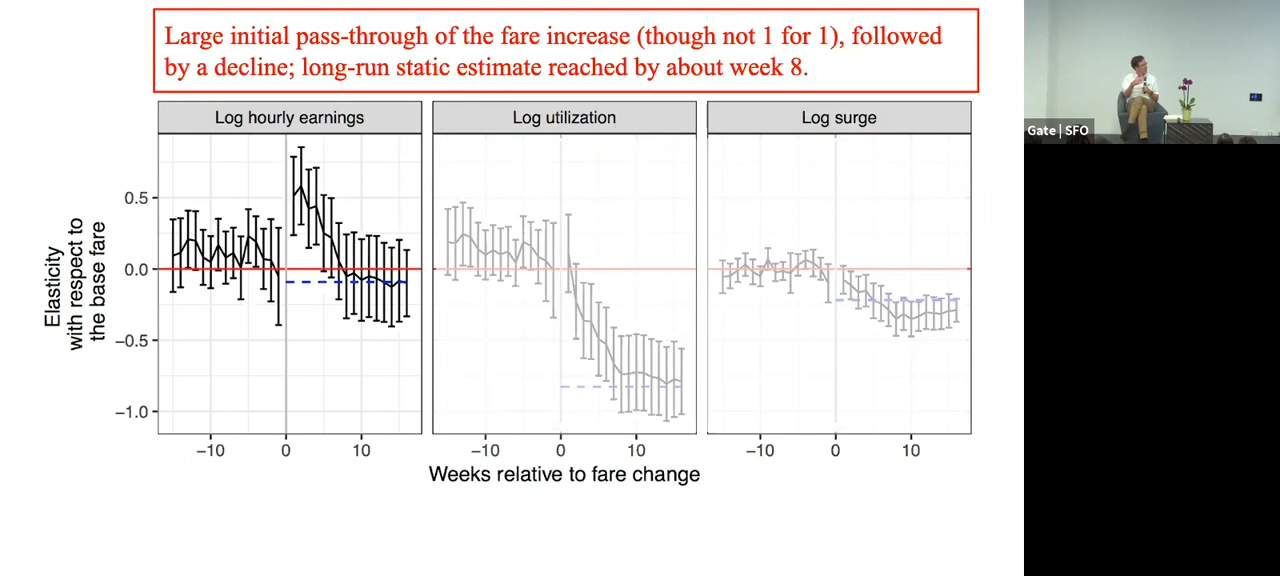 Large initial pass-through of the fare increase (though not 1 for 1), followed
by a decline; long-run static estimate reached by about week 8.
Log hourly earnings
Log utilization
Log surge
Elasticity
with respect to
the base fare
0.5
0.0
−0.5
−1.0
−10 0 10
−10 0 10
−10 0 10
Weeks relative to fare change
Gate | SFO